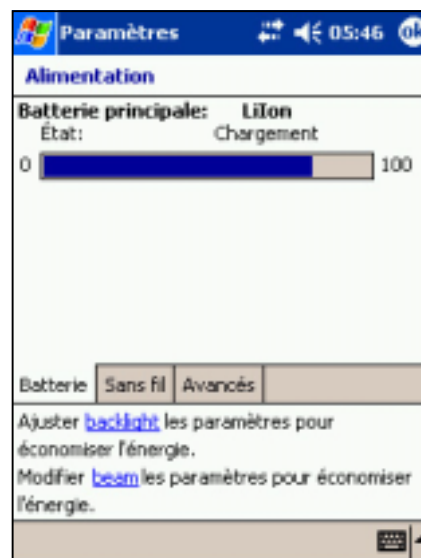 Paramètres 05:46 ok
Alimentation
Batterie principale: LiIon
État: Chargement
0 100
Batterie Sans fil Avancés
Ajuster backlight les paramètres pour
économiser l'énergie.
Modifier beam les paramètres pour économiser
l'énergie.